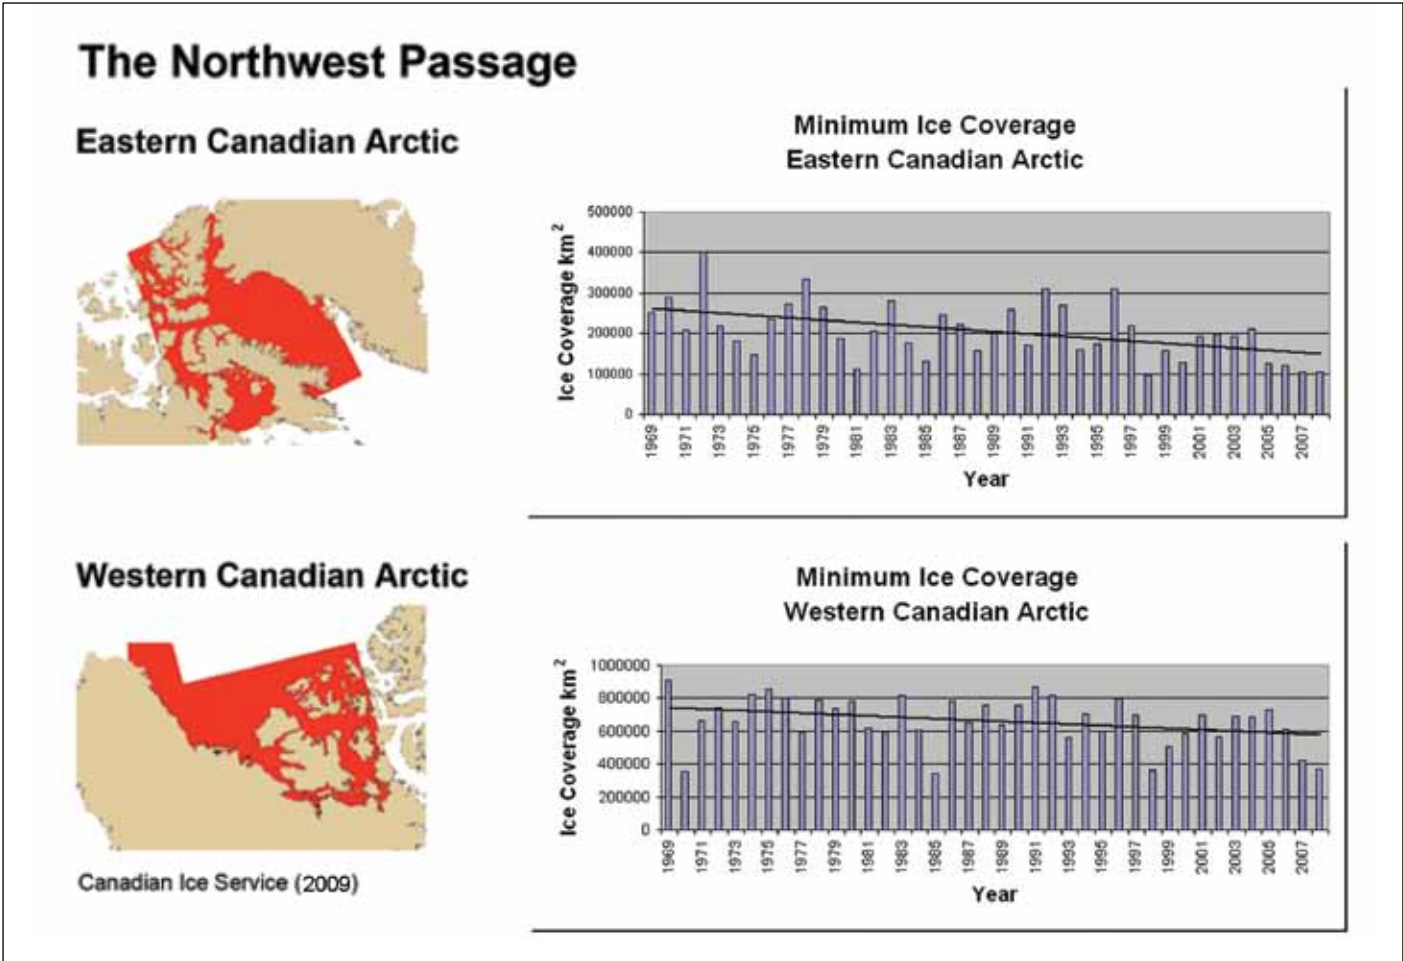 The Northwest Passage
Eastern Canadian Arctic
Minimum Ice Coverage
Eastern Canadian Arctic
Ice Coverage km²
500000
400000
300000
200000
100000
0
1969 1971 1973 1975 1977 1979 1981 1983 1985 1987 1989 1991 1993 1995 1997 1999 2001 2003 2005 2007
Year
Western Canadian Arctic
Minimum Ice Coverage
Western Canadian Arctic
Ice Coverage km²
1000000
800000
600000
400000
200000
0
1969 1971 1973 1975 1977 1979 1981 1983 1985 1987 1989 1991 1993 1995 1997 1999 2001 2003 2005 2007
Year
Canadian Ice Service (2009)